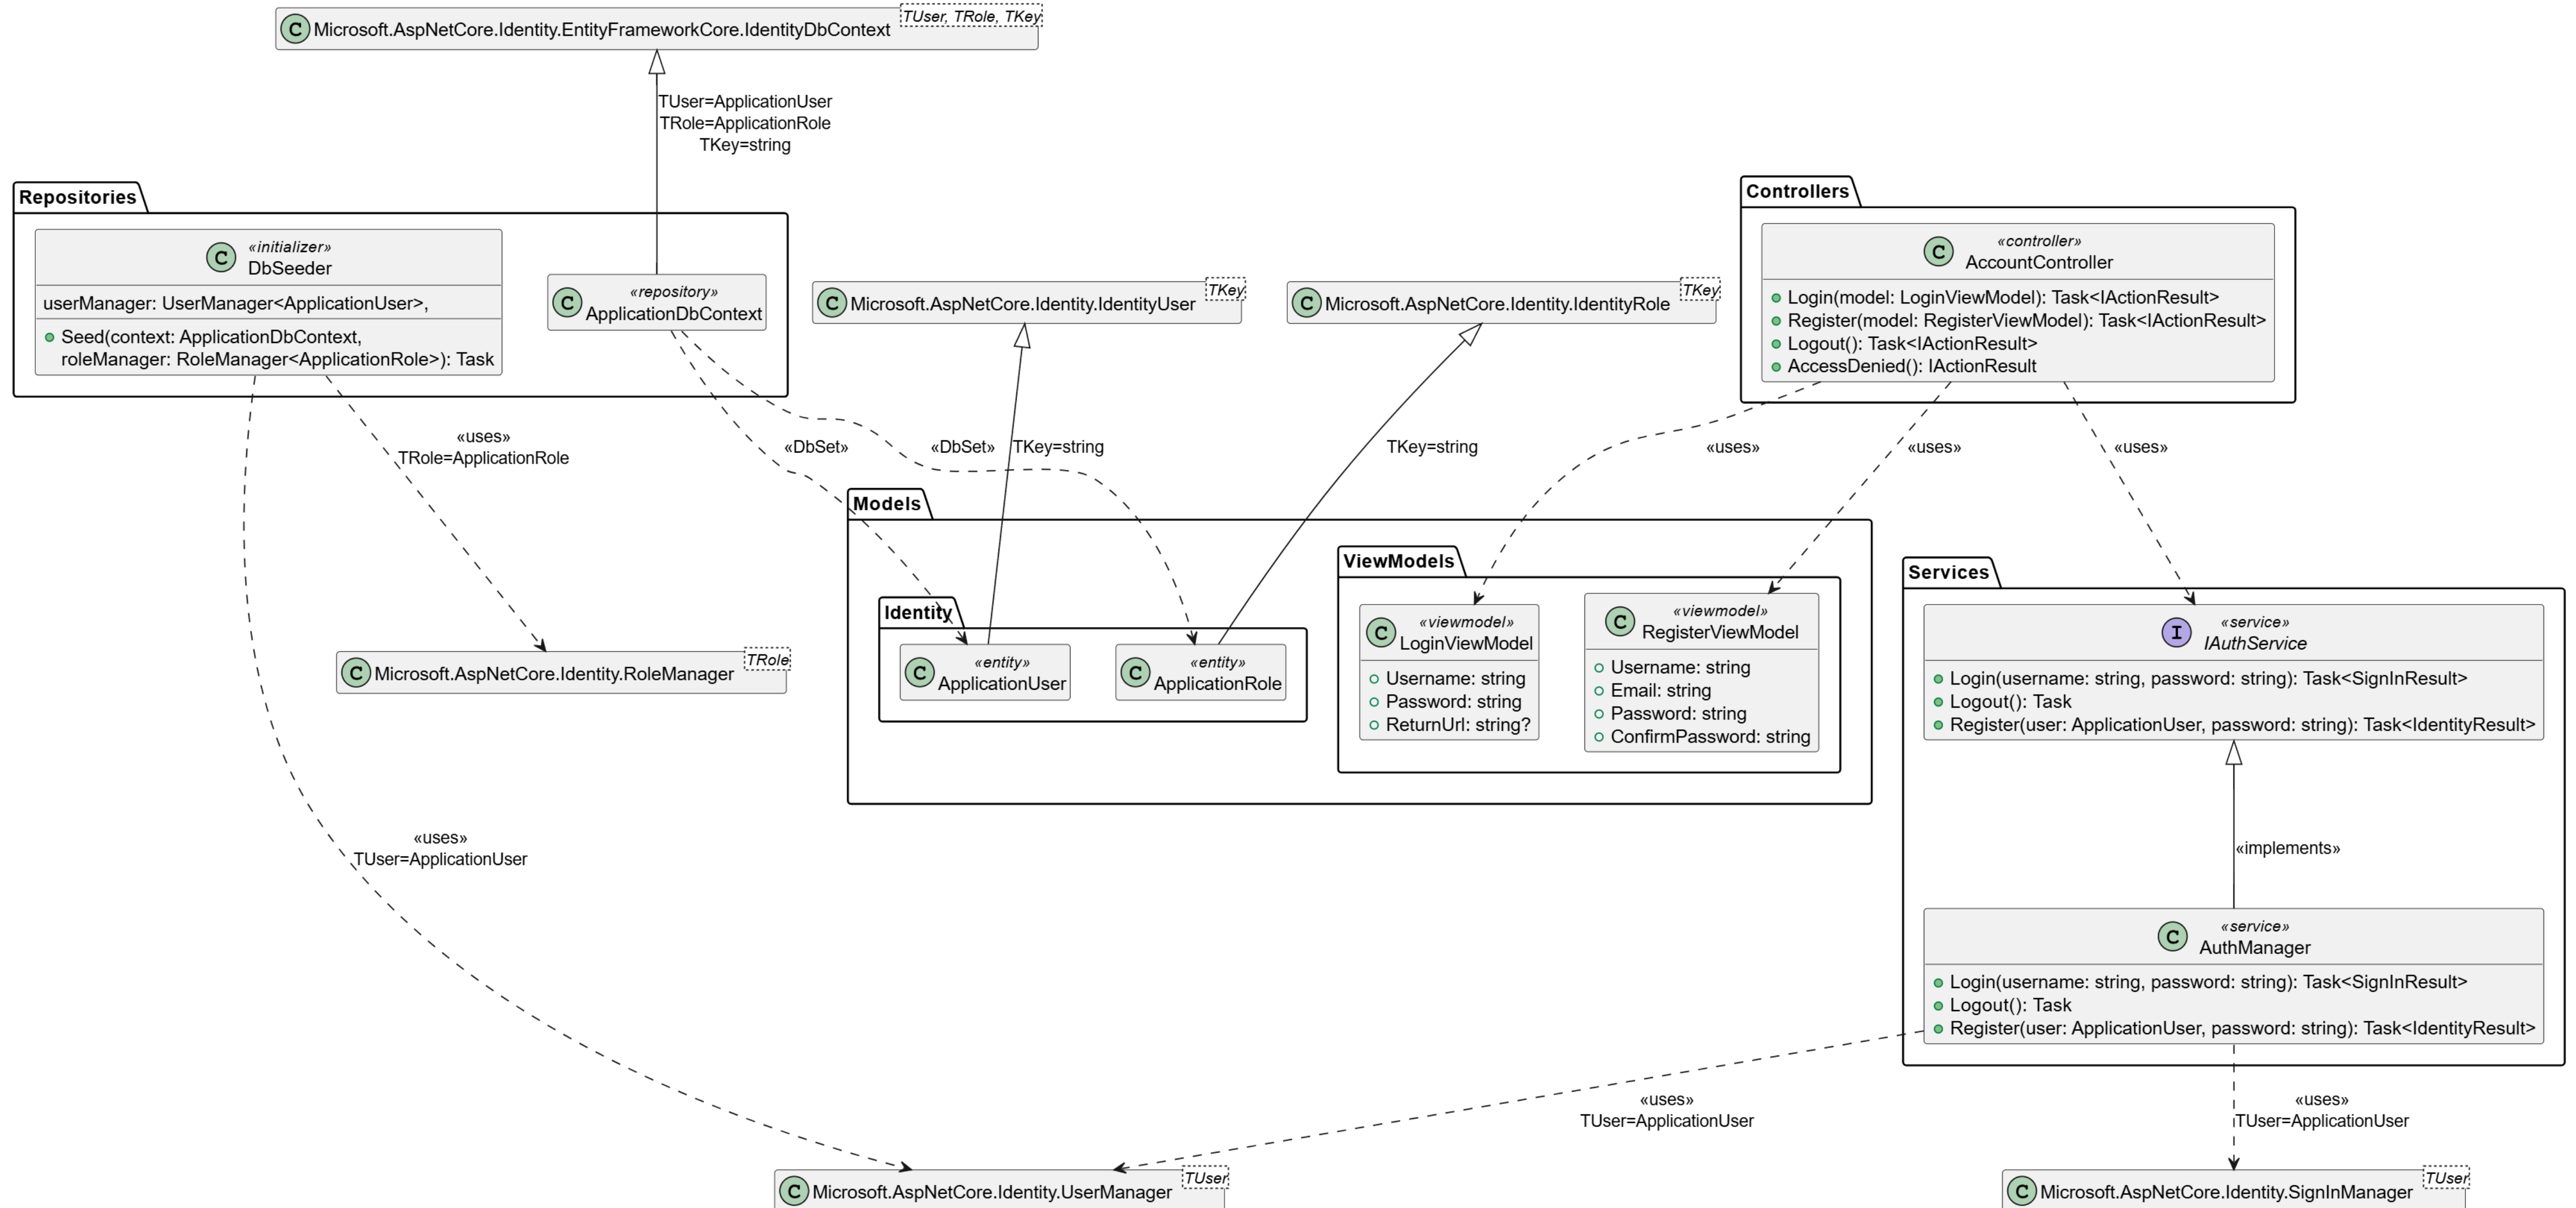 TUser, TRole, TKey
C Microsoft.AspNetCore.Identity.EntityFrameworkCore.IdentityDbContext
TUser=ApplicationUser
TRole=ApplicationRole
TKey=string
Repositories
«initializer»
C DbSeeder
userManager: UserManager<ApplicationUser>,
Seed(context: ApplicationDbContext,
roleManager: RoleManager<ApplicationRole>): Task
«repository»
C ApplicationDbContext
TKey
C Microsoft.AspNetCore.Identity.IdentityUser
TKey
C Microsoft.AspNetCore.Identity.IdentityRole
Controllers
«controller»
C AccountController
Login(model: LoginViewModel): Task<IActionResult>
Register(model: RegisterViewModel): Task<IActionResult>
Logout(): Task<IActionResult>
AccessDenied(): IActionResult
«uses»
TRole=ApplicationRole
«DbSet»
«DbSet»
TKey=string
TKey=string
«uses»
«uses»
«uses»
Models
Identity
«entity»
C ApplicationUser
«entity»
C ApplicationRole
ViewModels
«viewmodel»
C LoginViewModel
Username: string
Password: string
ReturnUrl: string?
«viewmodel»
C RegisterViewModel
Username: string
Email: string
Password: string
ConfirmPassword: string
Services
«service»
I IAuthService
Login(username: string, password: string): Task<SignInResult>
Logout(): Task
Register(user: ApplicationUser, password: string): Task<IdentityResult>
TRole
C Microsoft.AspNetCore.Identity.RoleManager
«uses»
TUser=ApplicationUser
«implements»
«service»
C AuthManager
Login(username: string, password: string): Task<SignInResult>
Logout(): Task
Register(user: ApplicationUser, password: string): Task<IdentityResult>
«uses»
TUser=ApplicationUser
«uses»
TUser=ApplicationUser
TUser
C Microsoft.AspNetCore.Identity.UserManager
TUser
C Microsoft.AspNetCore.Identity.SignInManager